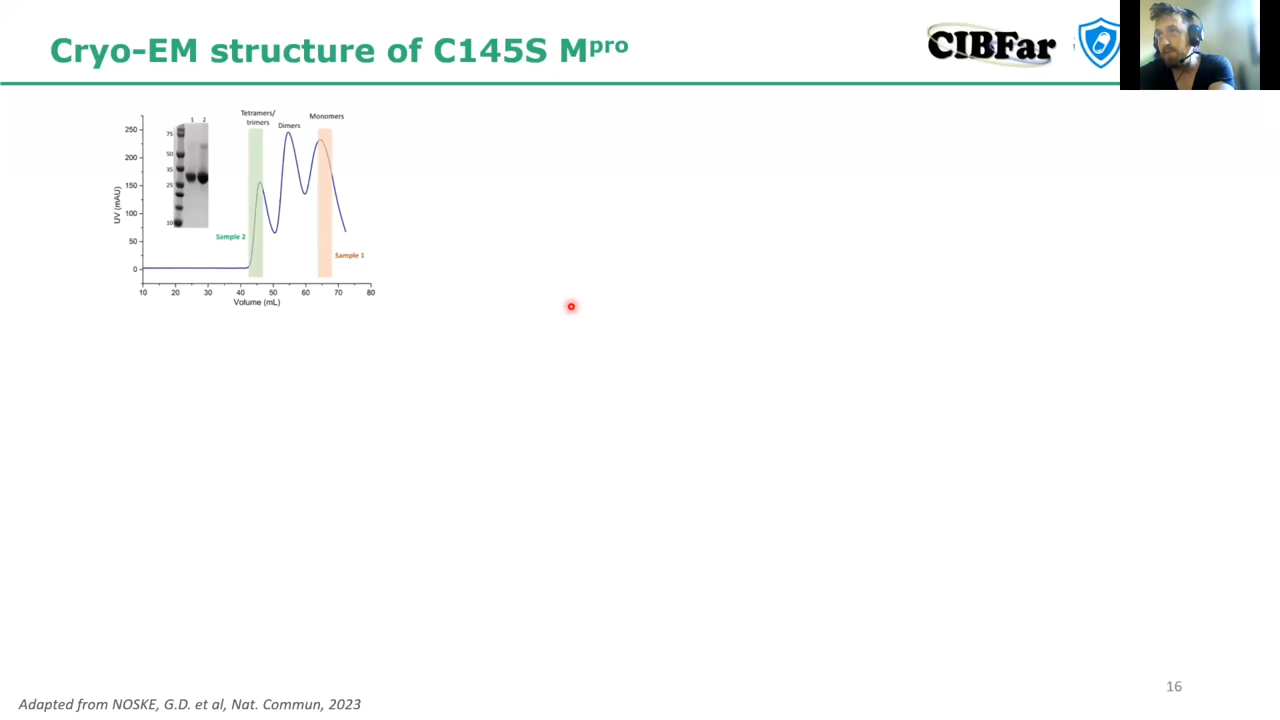 Cryo-EM structure of C145S Mᵖʳᵒ
CIBFar
Tetramers/
trimers
Dimers
Monomers
1 2
75
50
35
25
10
250
200
150
100
50
0
UV (mAU)
Sample 2
Sample 1
10 20 30 40 50 60 70 80
Volume (mL)
16
Adapted from NOSKE, G.D. et al, Nat. Commun, 2023